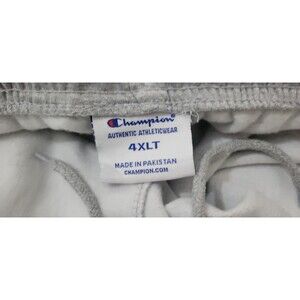 Champion
AUTHENTIC ATHLETICWEAR
4XLT
MADE IN PAKISTAN
CHAMPION.COM